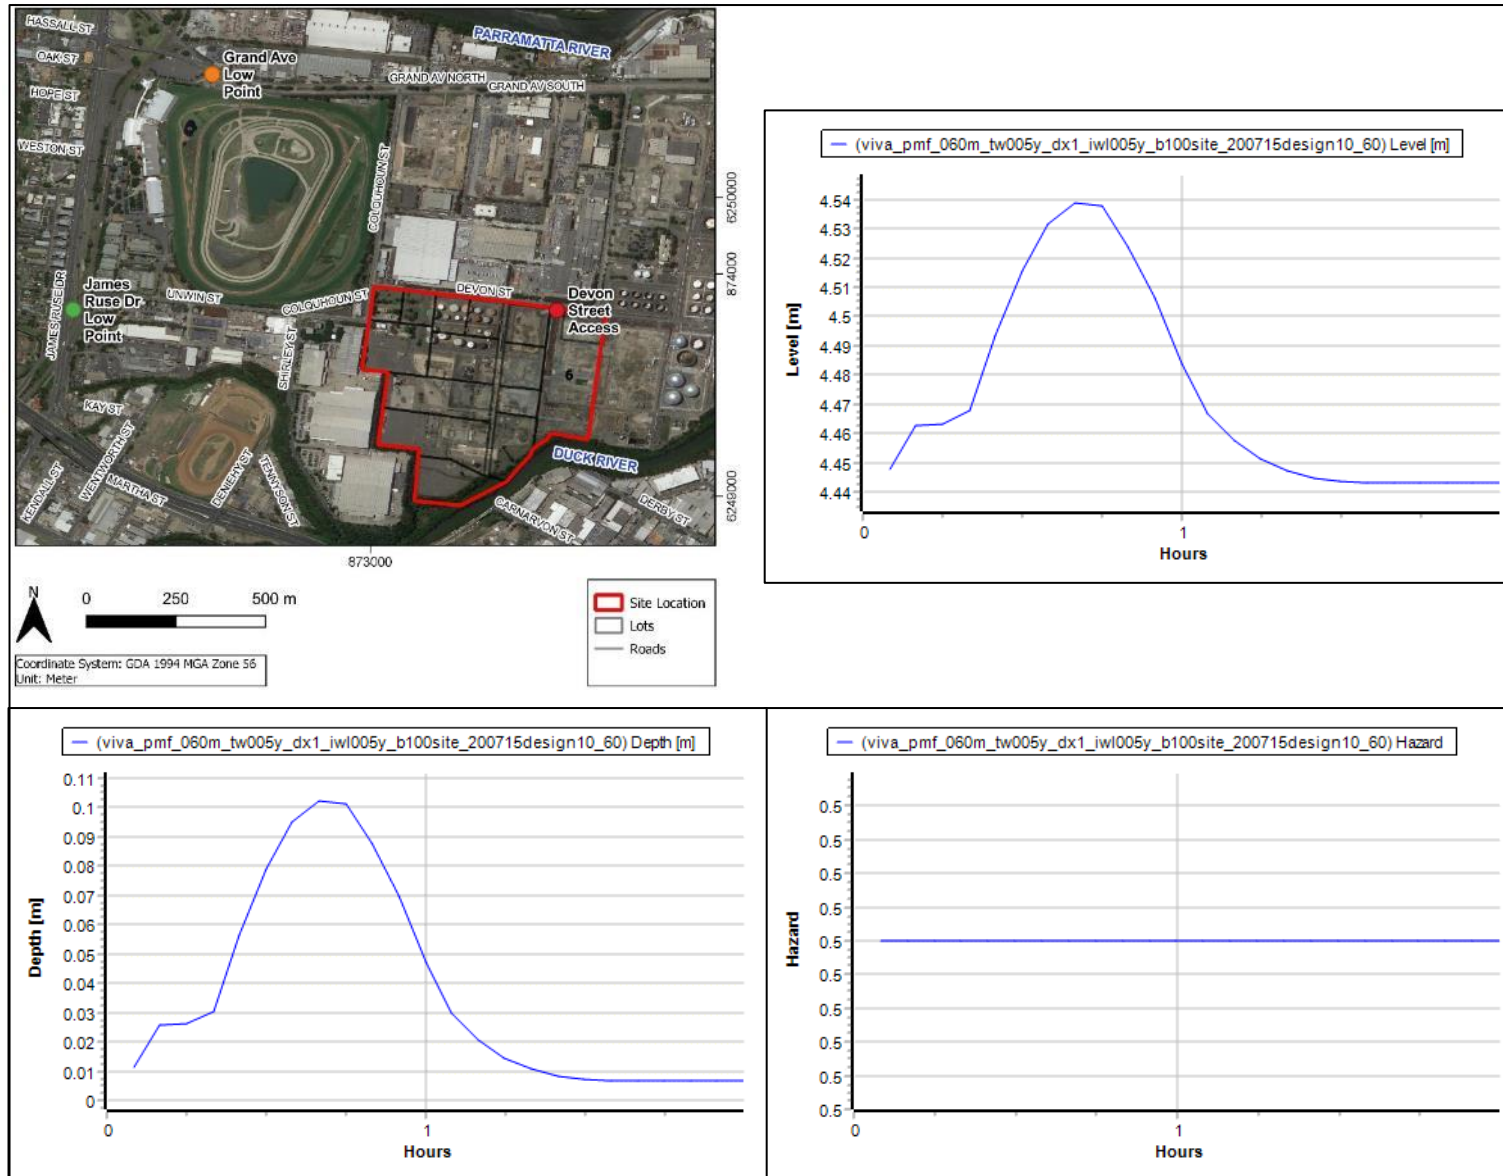 HASSALL ST
OAK ST
HOPE ST
WESTON ST
Grand Ave
Low
Point
PARRAMATTA RIVER
GRAND AV NORTH
GRAND AV SOUTH
COLQUHOUN ST
6250000
874000
James
Ruse Dr
Low
Point
JAMES RUSE DR
UNWIN ST
COLQUHOUN ST
DEVON ST
Devon
Street
Access
SHIRLEY ST
6
KAY ST
WENTWORTH ST
KENDALL ST
MARTHA ST
DENIEHY ST
TENNYSON ST
DUCK RIVER
CARNARVON ST
DERBY ST
6249000
873000
N
0 250 500 m
Coordinate System: GDA 1994 MGA Zone 56
Unit: Meter
Site Location
Lots
Roads
(viva_pmf_060m_tw005y_dx1_iwl005y_b100site_200715design10_60) Level [m]
Level [m]
4.54
4.53
4.52
4.51
4.5
4.49
4.48
4.47
4.46
4.45
4.44
0 1
Hours
(viva_pmf_060m_tw005y_dx1_iwl005y_b100site_200715design10_60) Depth [m]
Depth [m]
0.11
0.1
0.09
0.08
0.07
0.06
0.05
0.04
0.03
0.02
0.01
0
0 1
Hours
(viva_pmf_060m_tw005y_dx1_iwl005y_b100site_200715design10_60) Hazard
Hazard
0.5
0.5
0.5
0.5
0.5
0.5
0.5
0.5
0.5
0.5
0 1
Hours